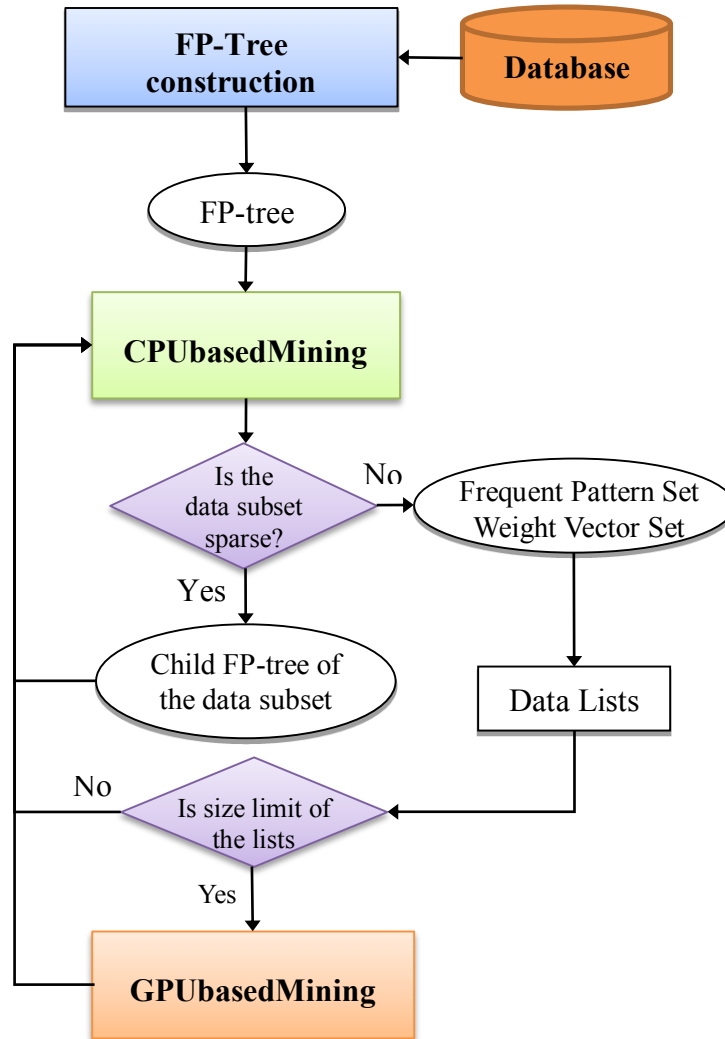 FP-Tree
construction
Database
FP-tree
CPUbasedMining
Is the
data subset
sparse?
No
Frequent Pattern Set
Weight Vector Set
Yes
Child FP-tree of
the data subset
Data Lists
No
Is size limit of
the lists
Yes
GPUbasedMining